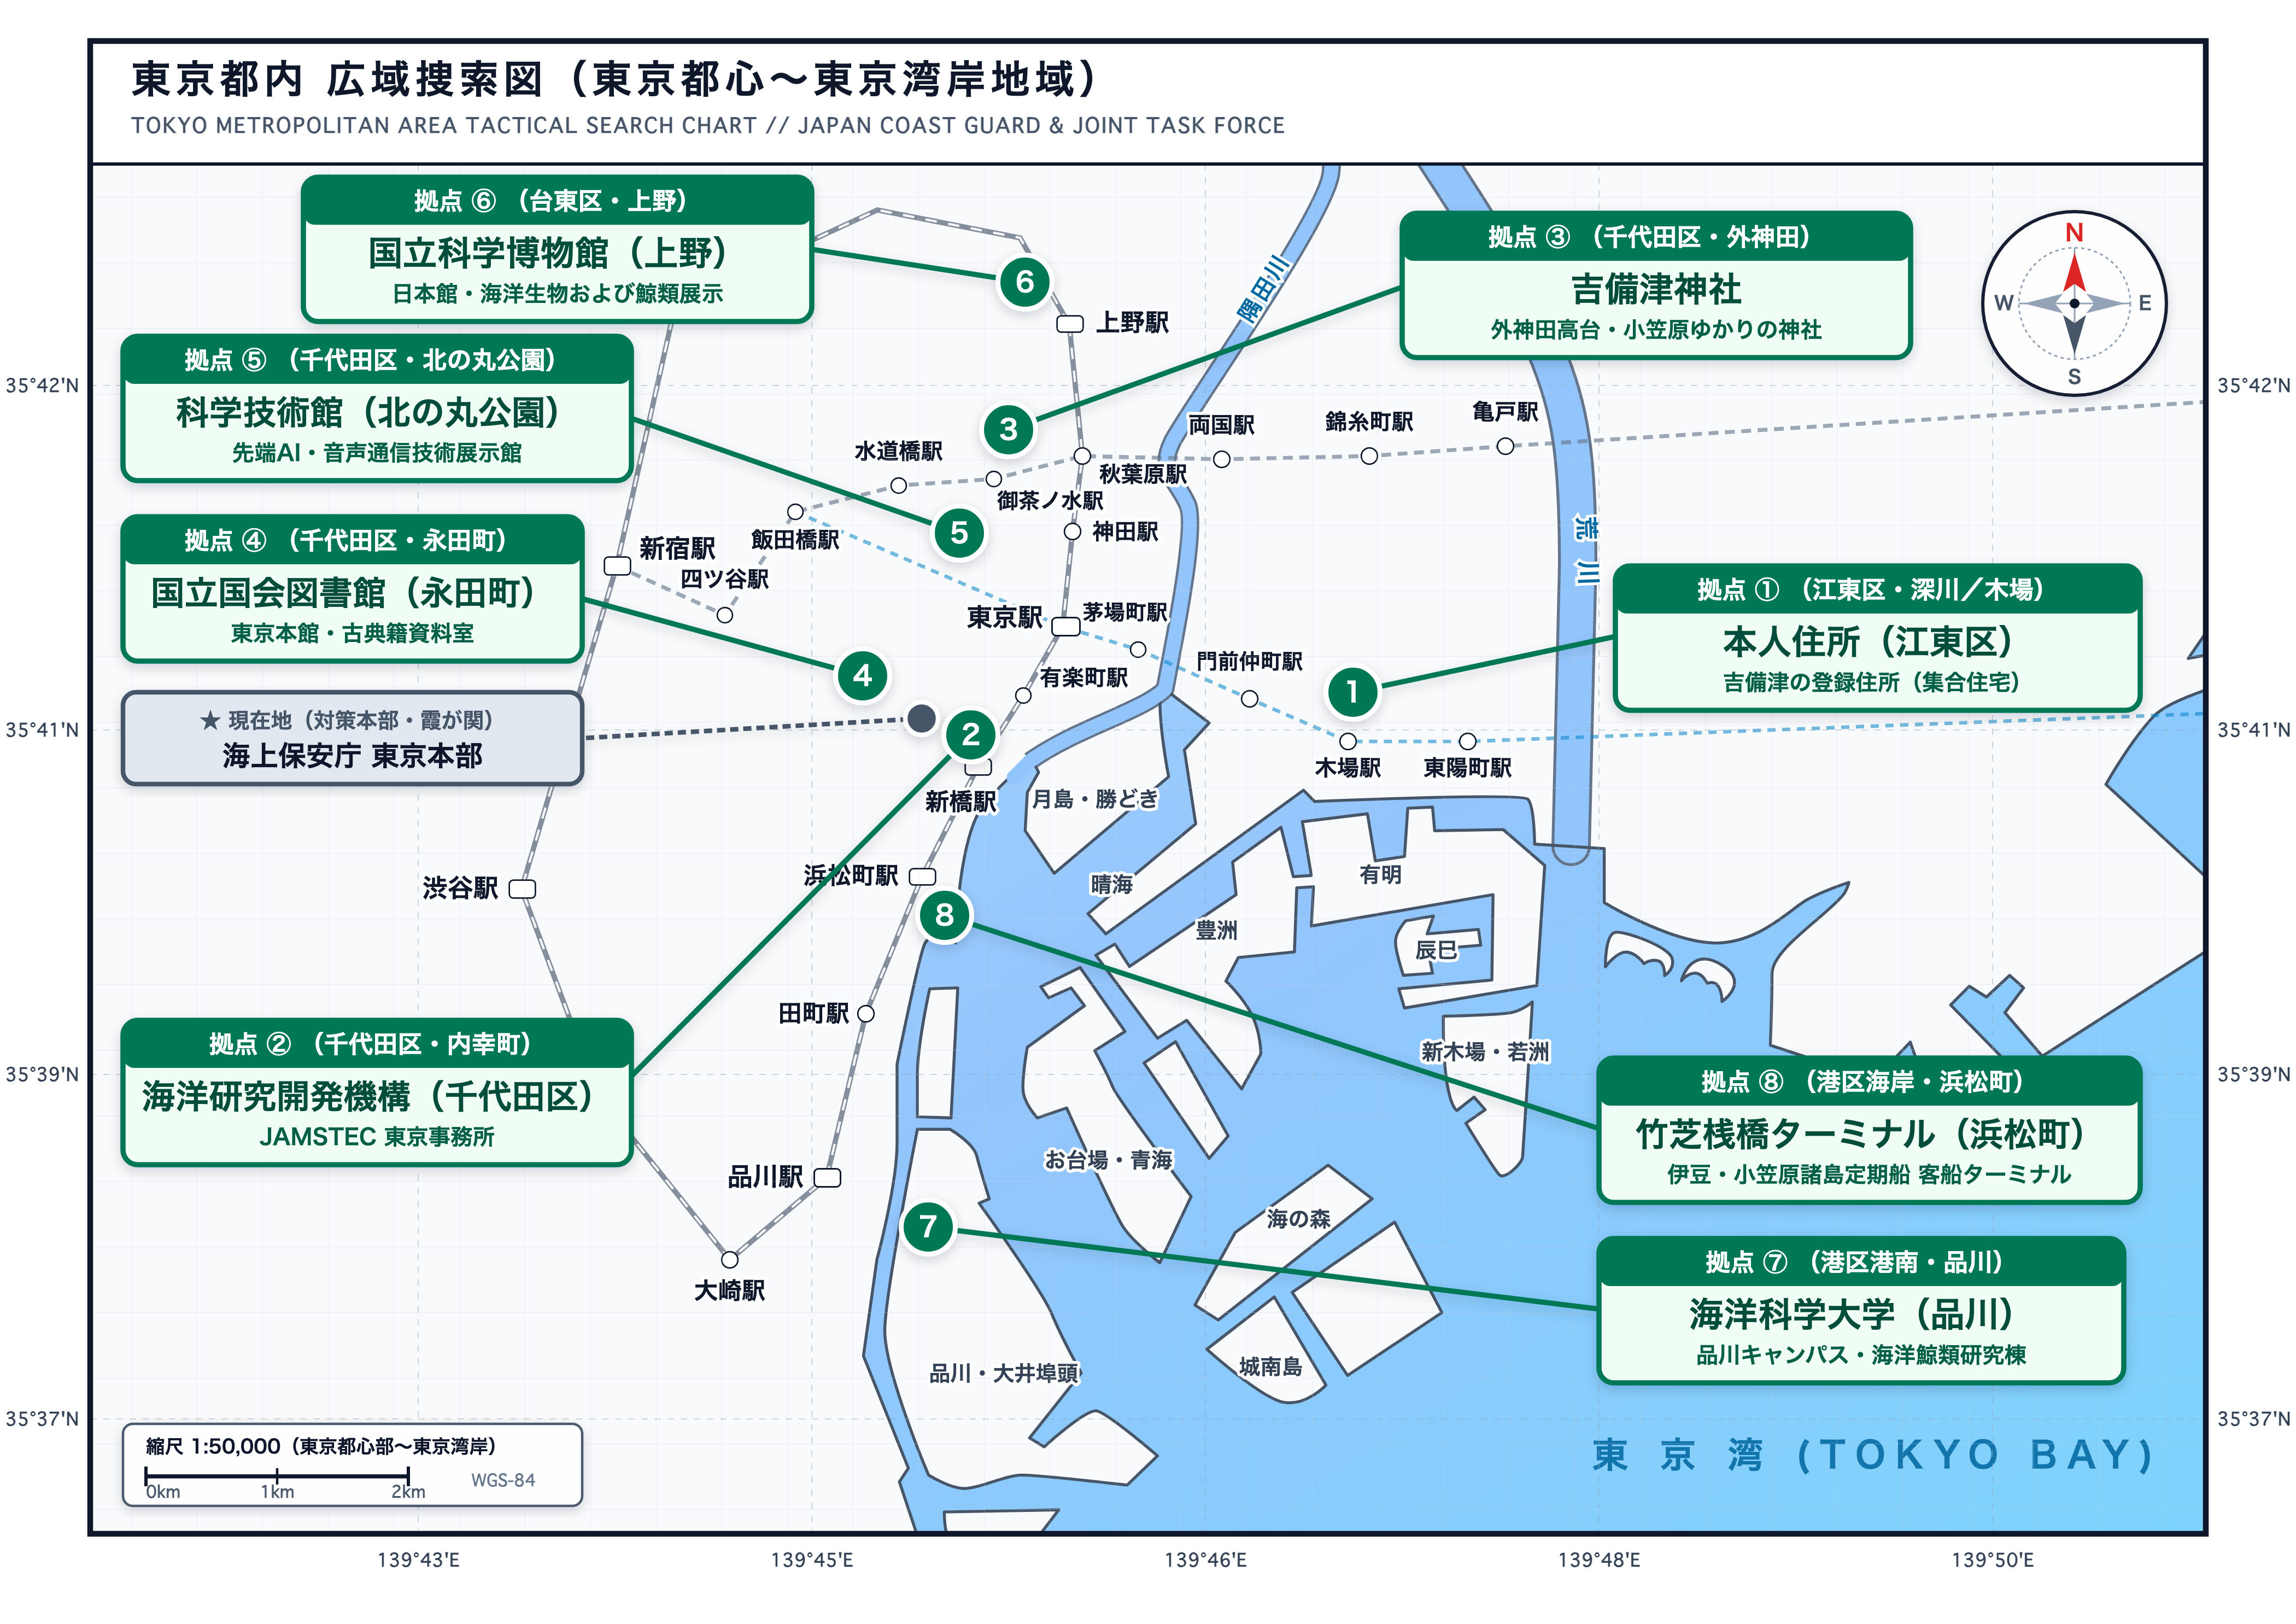 東京都内 広域捜索図（東京都心～東京湾岸地域）
TOKYO METROPOLITAN AREA TACTICAL SEARCH CHART // JAPAN COAST GUARD & JOINT TASK FORCE
拠点 ⑥ （台東区・上野）
国立科学博物館（上野）
日本館・海洋生物および鯨類展示
拠点 ③ （千代田区・外神田）
吉備津神社
外神田高台・小笠原ゆかりの神社
N
W
E
S
6
上野駅
隅田川
拠点 ⑤ （千代田区・北の丸公園）
科学技術館（北の丸公園）
先端AI・音声通信技術展示館
35°42'N
35°42'N
3
水道橋駅
両国駅
錦糸町駅
亀戸駅
秋葉原駅
御茶ノ水駅
5
飯田橋駅
神田駅
荒川
拠点 ④ （千代田区・永田町）
国立国会図書館（永田町）
東京本館・古典籍資料室
新宿駅
四ツ谷駅
東京駅
茅場町駅
拠点 ① （江東区・深川／木場）
本人住所（江東区）
吉備津の登録住所（集合住宅）
4
有楽町駅
門前仲町駅
1
★ 現在地（対策本部・霞が関）
海上保安庁 東京本部
35°41'N
35°41'N
2
新橋駅
月島・勝どき
木場駅
東陽町駅
渋谷駅
浜松町駅
晴海
有明
8
豊洲
辰巳
田町駅
拠点 ② （千代田区・内幸町）
海洋研究開発機構（千代田区）
JAMSTEC 東京事務所
35°39'N
35°39'N
新木場・若洲
拠点 ⑧ （港区海岸・浜松町）
竹芝桟橋ターミナル（浜松町）
伊豆・小笠原諸島定期船 客船ターミナル
品川駅
お台場・青海
7
海の森
拠点 ⑦ （港区港南・品川）
海洋科学大学（品川）
品川キャンパス・海洋鯨類研究棟
大崎駅
品川・大井埠頭
城南島
35°37'N
35°37'N
縮尺 1:50,000（東京都心部～東京湾岸）
0km
1km
2km
WGS-84
東京湾 (TOKYO BAY)
139°43'E
139°45'E
139°46'E
139°48'E
139°50'E